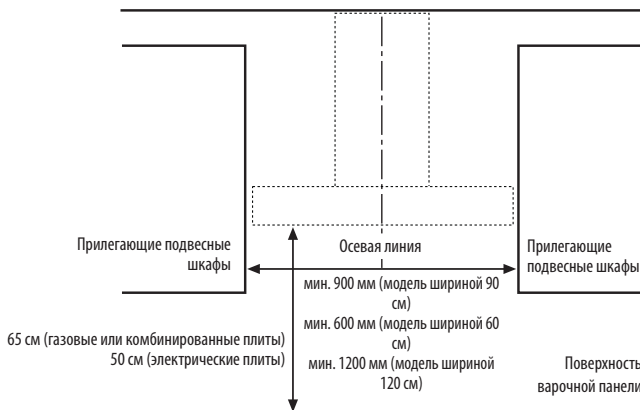 Прилегающие подвесные
шкафы
Осевая линия
Прилегающие
подвесные шкафы
мин. 900 мм (модель шириной 90
см)
мин. 600 мм (модель шириной 60
см)
мин. 1200 мм (модель шириной
120 см)
65 см (газовые или комбинированные плиты)
50 см (электрические плиты)
Поверхность
варочной панели